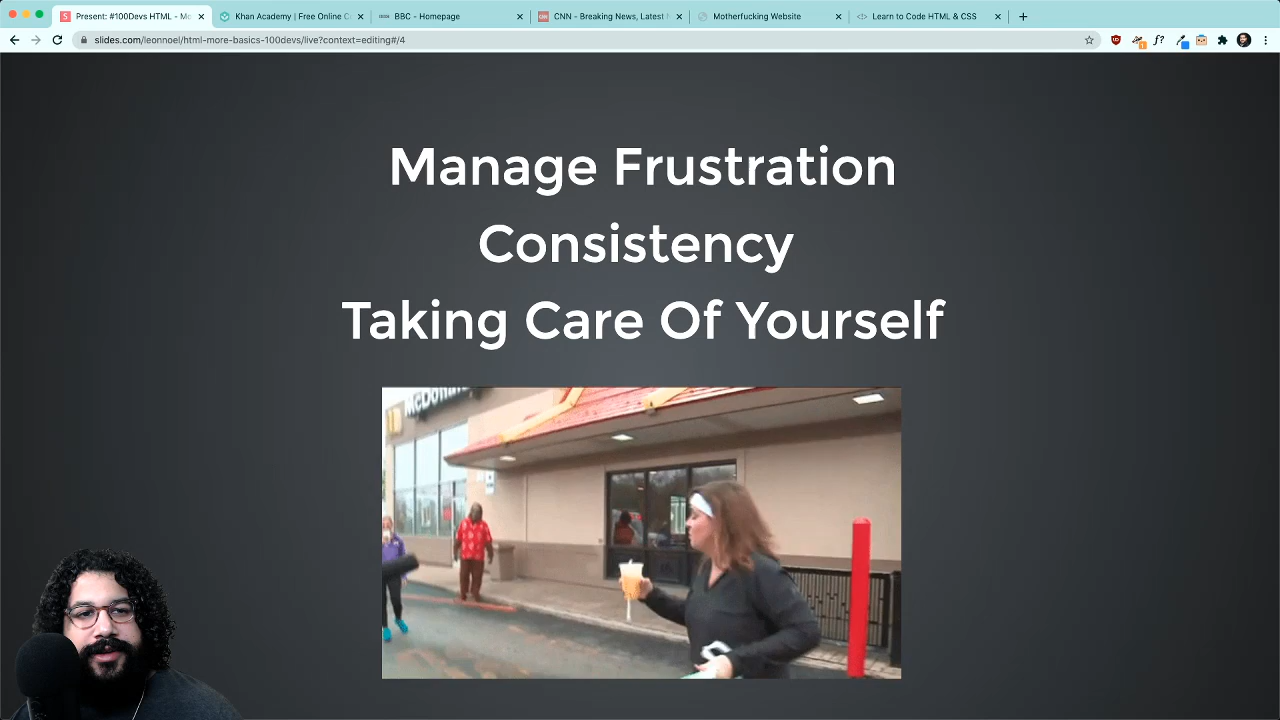 Present: #100Devs HTML - Mo
Khan Academy | Free Online C
BBC - Homepage
CNN - Breaking News, Latest N
Motherfucking Website
Learn to Code HTML & CSS
slides.com/leonnoel/html-more-basics-100devs/live?context=editing#/4
Manage Frustration
Consistency
Taking Care Of Yourself